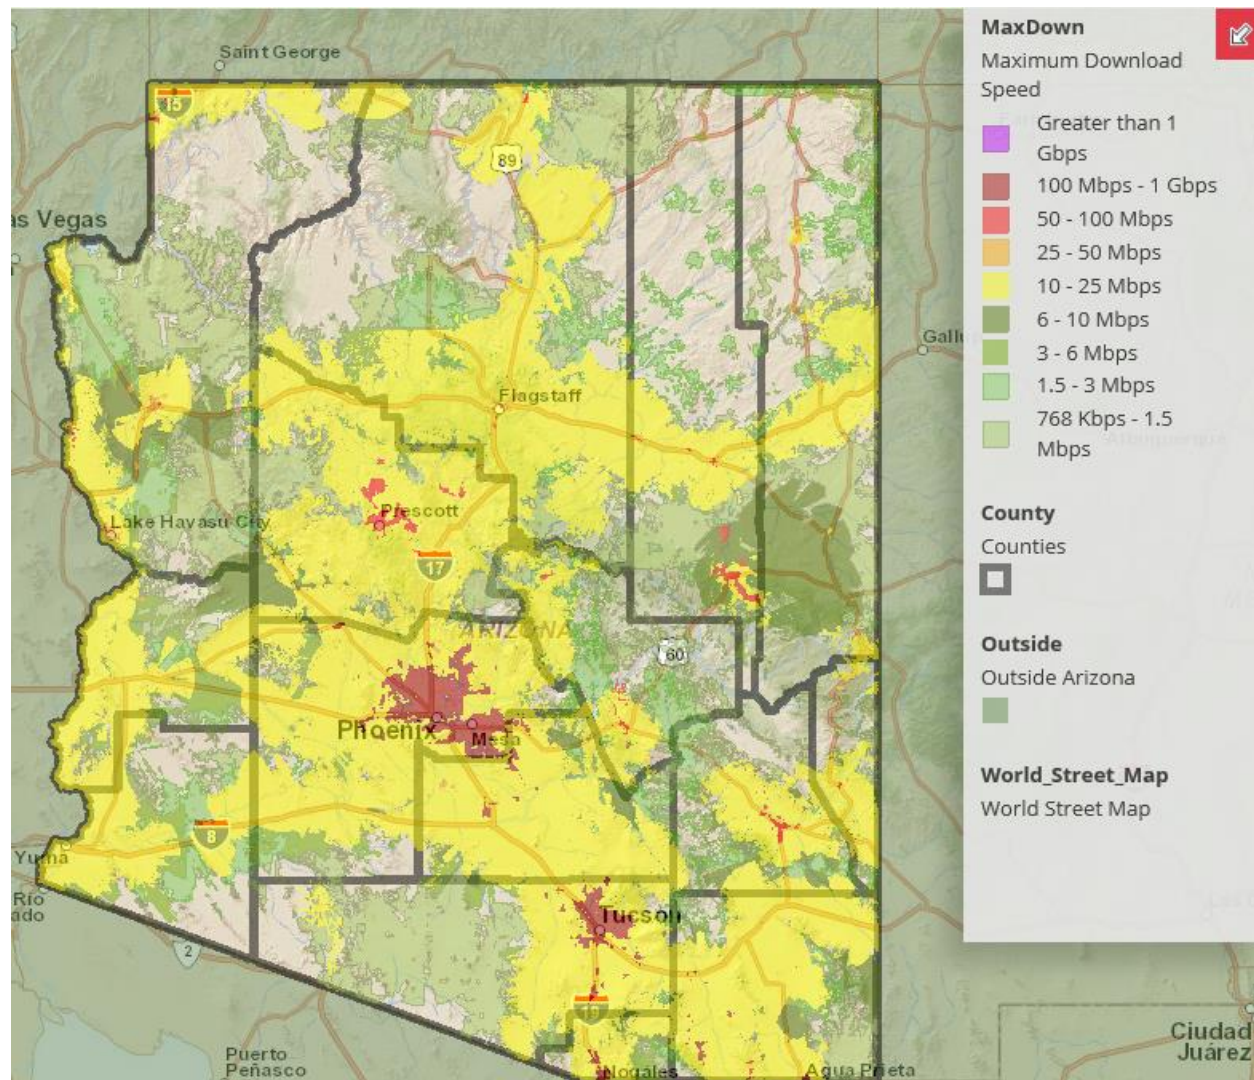 Saint George
15
89
as Vegas
Gallu
Flagstaff
Prescott
Lake Havasu City
17
ARIZONA
60
Phoenix
Mesa
8
Yuma
Río
ado
Tucson
2
Puerto
Peñasco
Nogales
Agua Prieta
Ciudad
Juárez
MaxDown
Maximum Download
Speed
Greater than 1
Gbps
100 Mbps - 1 Gbps
50 - 100 Mbps
25 - 50 Mbps
10 - 25 Mbps
6 - 10 Mbps
3 - 6 Mbps
1.5 - 3 Mbps
768 Kbps - 1.5
Mbps
Albuquerque
County
Counties
Outside
Outside Arizona
World_Street_Map
World Street Map